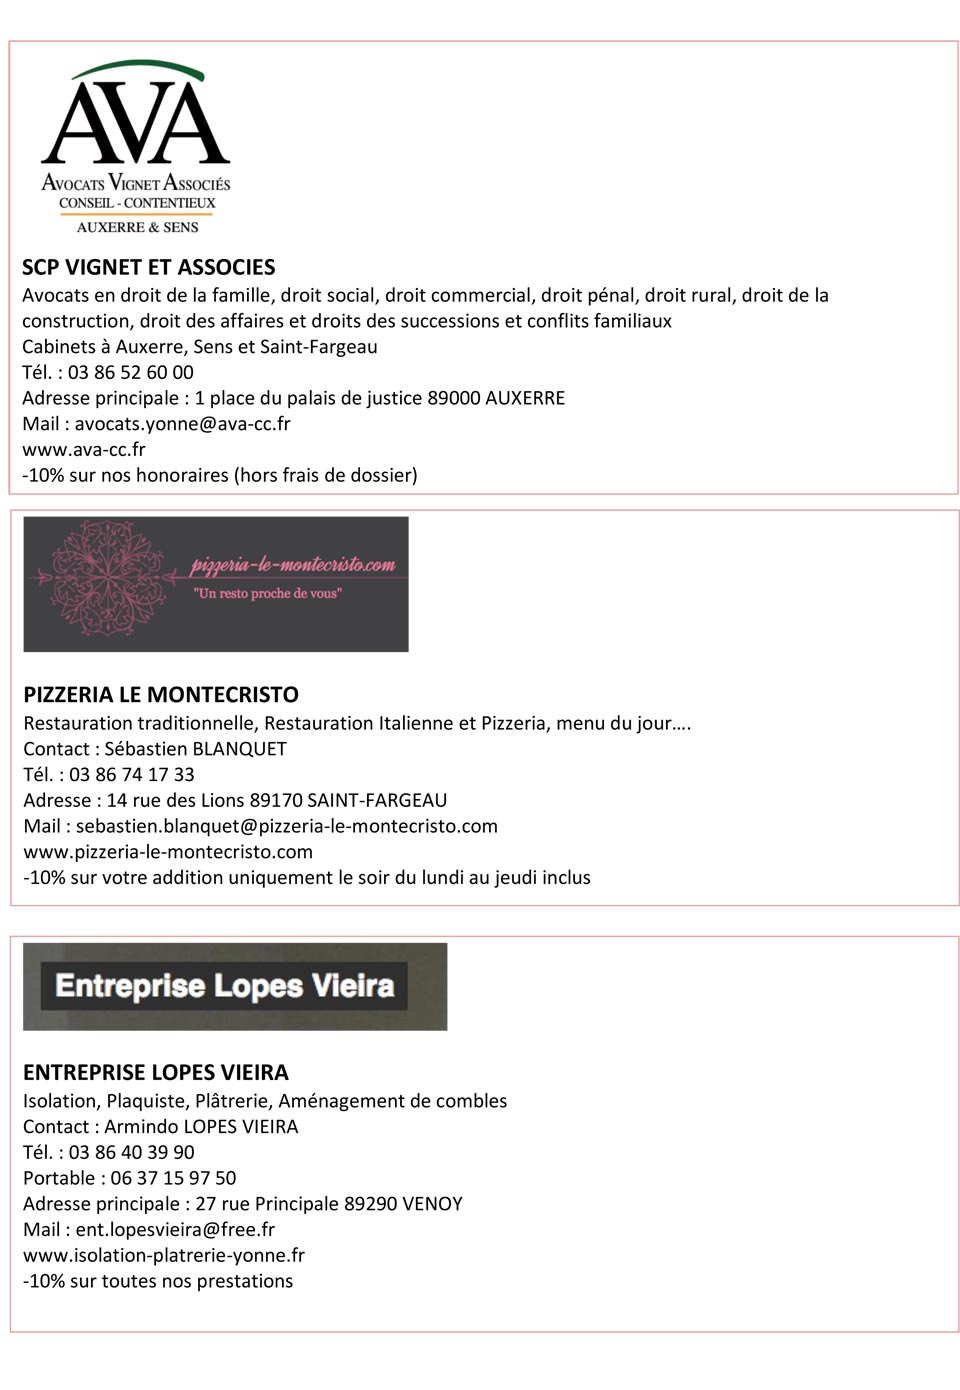 AVA
AVOCATS VIGNET ASSOCIÉS
CONSEIL - CONTENTIEUX
AUXERRE & SENS
SCP VIGNET ET ASSOCIES
Avocats en droit de la famille, droit social, droit commercial, droit pénal, droit rural, droit de la
construction, droit des affaires et droits des successions et conflits familiaux
Cabinets à Auxerre, Sens et Saint-Fargeau
Tél. : 03 86 52 60 00
Adresse principale : 1 place du palais de justice 89000 AUXERRE
Mail : avocats.yonne@ava-cc.fr
www.ava-cc.fr
-10% sur nos honoraires (hors frais de dossier)
pizzeria-le-montecristo.com
"Un resto proche de vous"
PIZZERIA LE MONTECRISTO
Restauration traditionnelle, Restauration Italienne et Pizzeria, menu du jour....
Contact : Sébastien BLANQUET
Tél. : 03 86 74 17 33
Adresse : 14 rue des Lions 89170 SAINT-FARGEAU
Mail : sebastien.blanquet@pizzeria-le-montecristo.com
www.pizzeria-le-montecristo.com
-10% sur votre addition uniquement le soir du lundi au jeudi inclus
Entreprise Lopes Vieira
ENTREPRISE LOPES VIEIRA
Isolation, Plaquiste, Plâtrerie, Aménagement de combles
Contact : Armindo LOPES VIEIRA
Tél. : 03 86 40 39 90
Portable : 06 37 15 97 50
Adresse principale : 27 rue Principale 89290 VENOY
Mail : ent.lopesvieira@free.fr
www.isolation-platrerie-yonne.fr
-10% sur toutes nos prestations